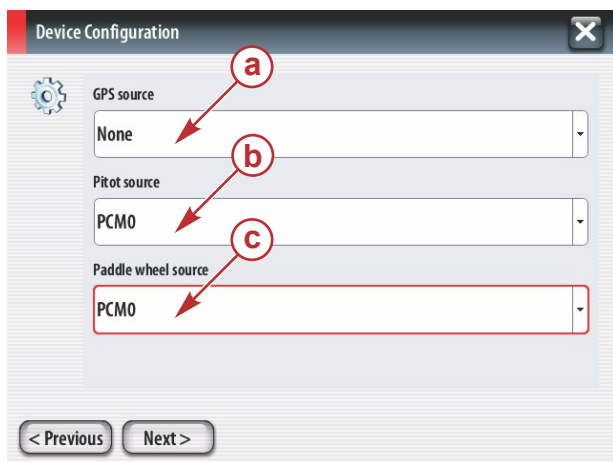 Device Configuration
a
GPS source
None
b
Pitot source
PCM0
c
Paddle wheel source
PCM0
< Previous
Next >